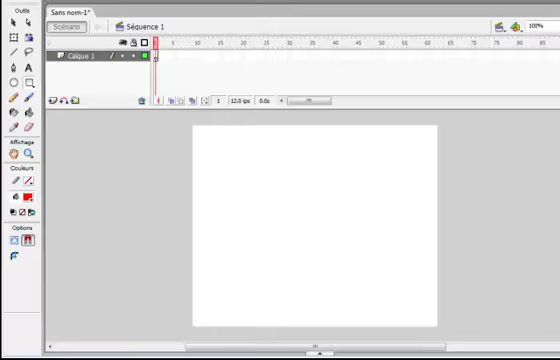 Outils
Sans nom-1*
Scénario
Séquence 1
100%
5 10 15 20 25 30 35 40 45 50 55 60 65 70 75 80 85
Calque 1
1 12.0 ips 0.0s
A
Affichage
Couleurs
Options